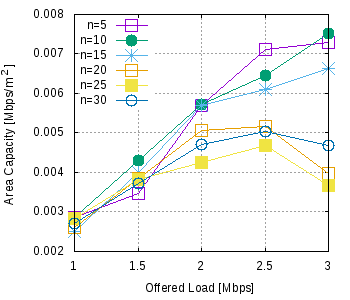 0.008
0.007
0.006
0.005
0.004
0.003
0.002
Area Capacity [Mbps/m²]
n=5
n=10
n=15
n=20
n=25
n=30
1 1.5 2 2.5 3
Offered Load [Mbps]